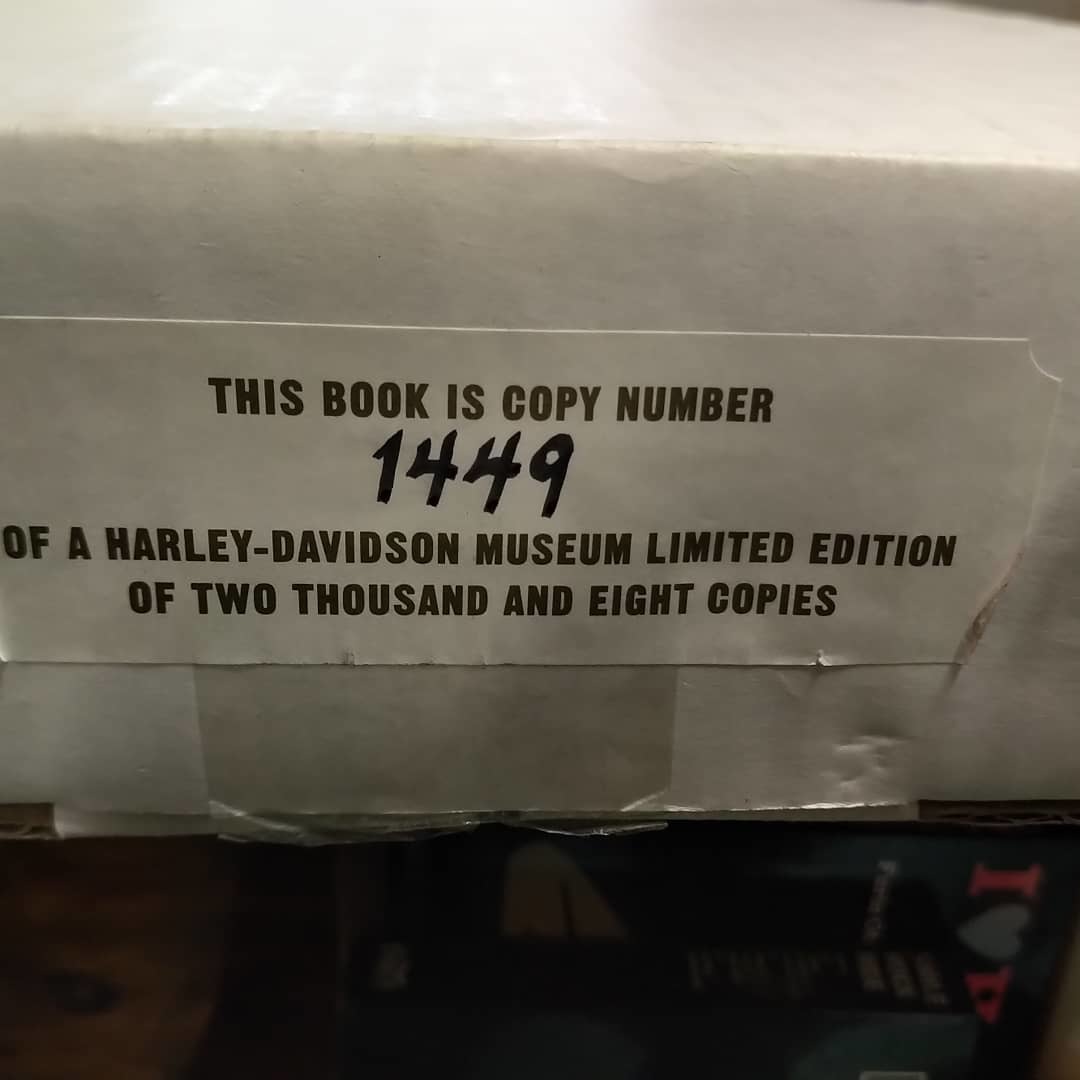 THIS BOOK IS COPY NUMBER
1449
OF A HARLEY-DAVIDSON MUSEUM LIMITED EDITION
OF TWO THOUSAND AND EIGHT COPIES